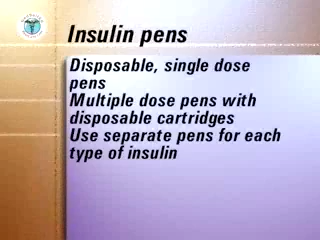 Insulin pens
Disposable, single dose
pens
Multiple dose pens with
disposable cartridges
Use separate pens for each
type of insulin